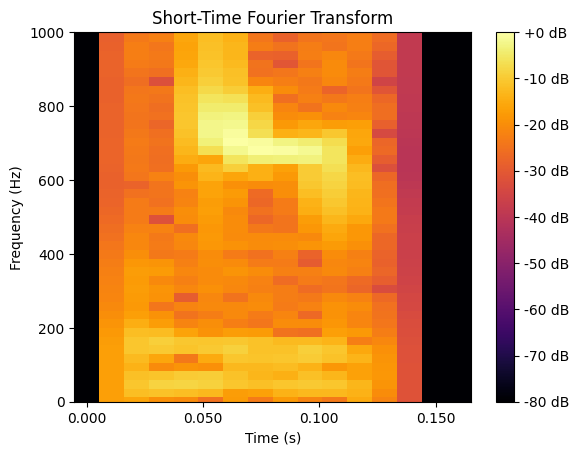 Short-Time Fourier Transform
1000
800
600
400
200
0
Frequency (Hz)
0.000
0.050
0.100
0.150
Time (s)
+0 dB
-10 dB
-20 dB
-30 dB
-40 dB
-50 dB
-60 dB
-70 dB
-80 dB